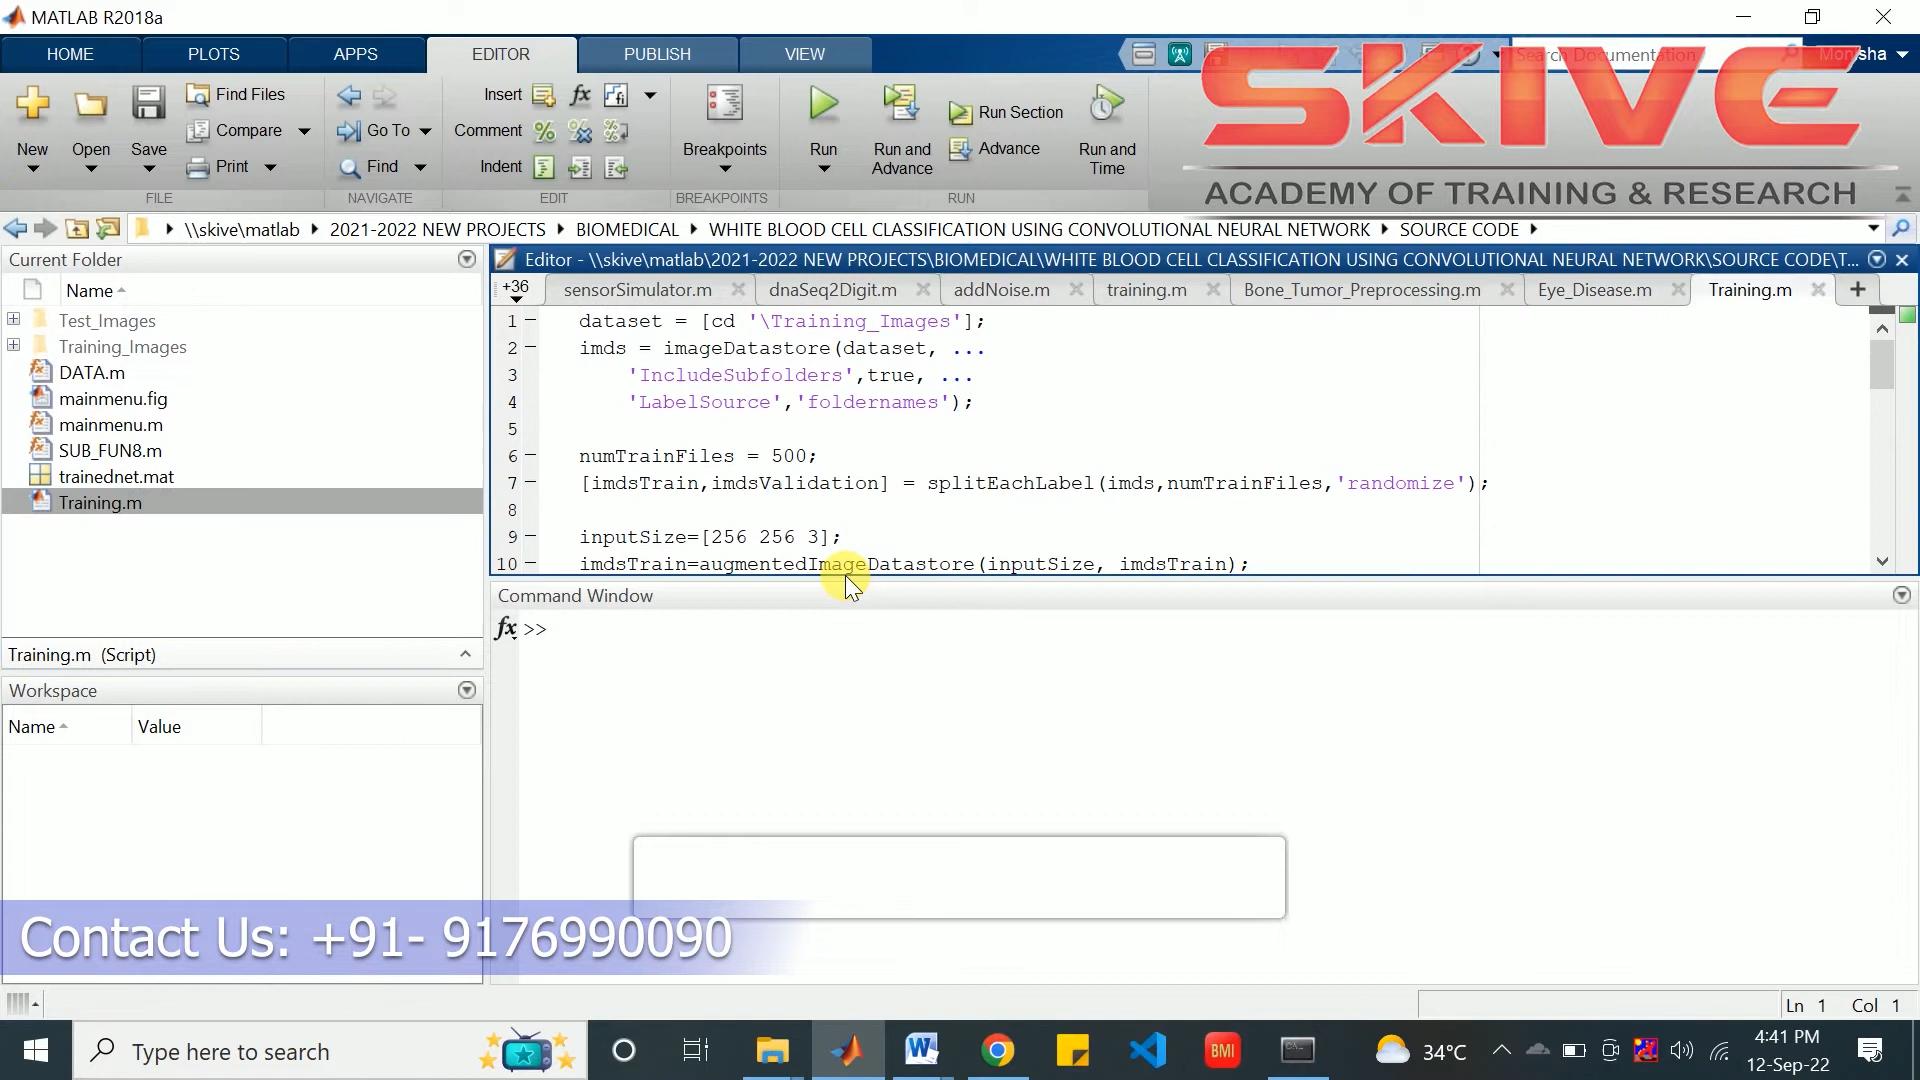 MATLAB R2018a
HOME PLOTS APPS EDITOR PUBLISH VIEW
Search Documentation
SKIVE
ACADEMY OF TRAINING & RESEARCH
New Open Save
Find Files
Compare
Print
FILE
Go To
Find
NAVIGATE
Insert
Comment
Indent
EDIT
Breakpoints
BREAKPOINTS
Run
Run and Advance
Run Section
Advance
Run and Time
RUN
\\skive\matlab 2021-2022 NEW PROJECTS BIOMEDICAL WHITE BLOOD CELL CLASSIFICATION USING CONVOLUTIONAL NEURAL NETWORK SOURCE CODE
Current Folder
Name
Test_Images
Training_Images
DATA.m
mainmenu.fig
mainmenu.m
SUB_FUN8.m
trainednet.mat
Training.m
Training.m (Script)
Workspace
Name Value
Editor - \\skive\matlab\2021-2022 NEW PROJECTS\BIOMEDICAL\WHITE BLOOD CELL CLASSIFICATION USING CONVOLUTIONAL NEURAL NETWORK\SOURCE CODE\T...
+36 sensorSimulator.m dnaSeq2Digit.m addNoise.m training.m Bone_Tumor_Preprocessing.m Eye_Disease.m Training.m
1 dataset = [cd '\Training_Images'];
2 imds = imageDatastore(dataset, ...
3 'IncludeSubfolders',true, ...
4 'LabelSource','foldernames');
5
6 numTrainFiles = 500;
7 [imdsTrain,imdsValidation] = splitEachLabel(imds,numTrainFiles,'randomize');
8
9 inputSize=[256 256 3];
10 imdsTrain=augmentedImageDatastore(inputSize, imdsTrain);
Command Window
fx >>
Contact Us: +91- 9176990090
Ln 1 Col 1
Type here to search
BMI
34°C
4:41 PM
12-Sep-22